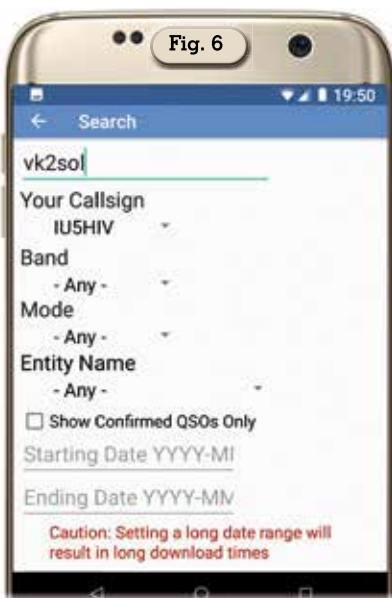 Fig. 6
19:50
Search
vk2sol
Your Callsign
IU5HIV
Band
- Any -
Mode
- Any -
Entity Name
- Any -
Show Confirmed QSOs Only
Starting Date YYYY-MI
Ending Date YYYY-MM
Caution: Setting a long date range will
result in long download times